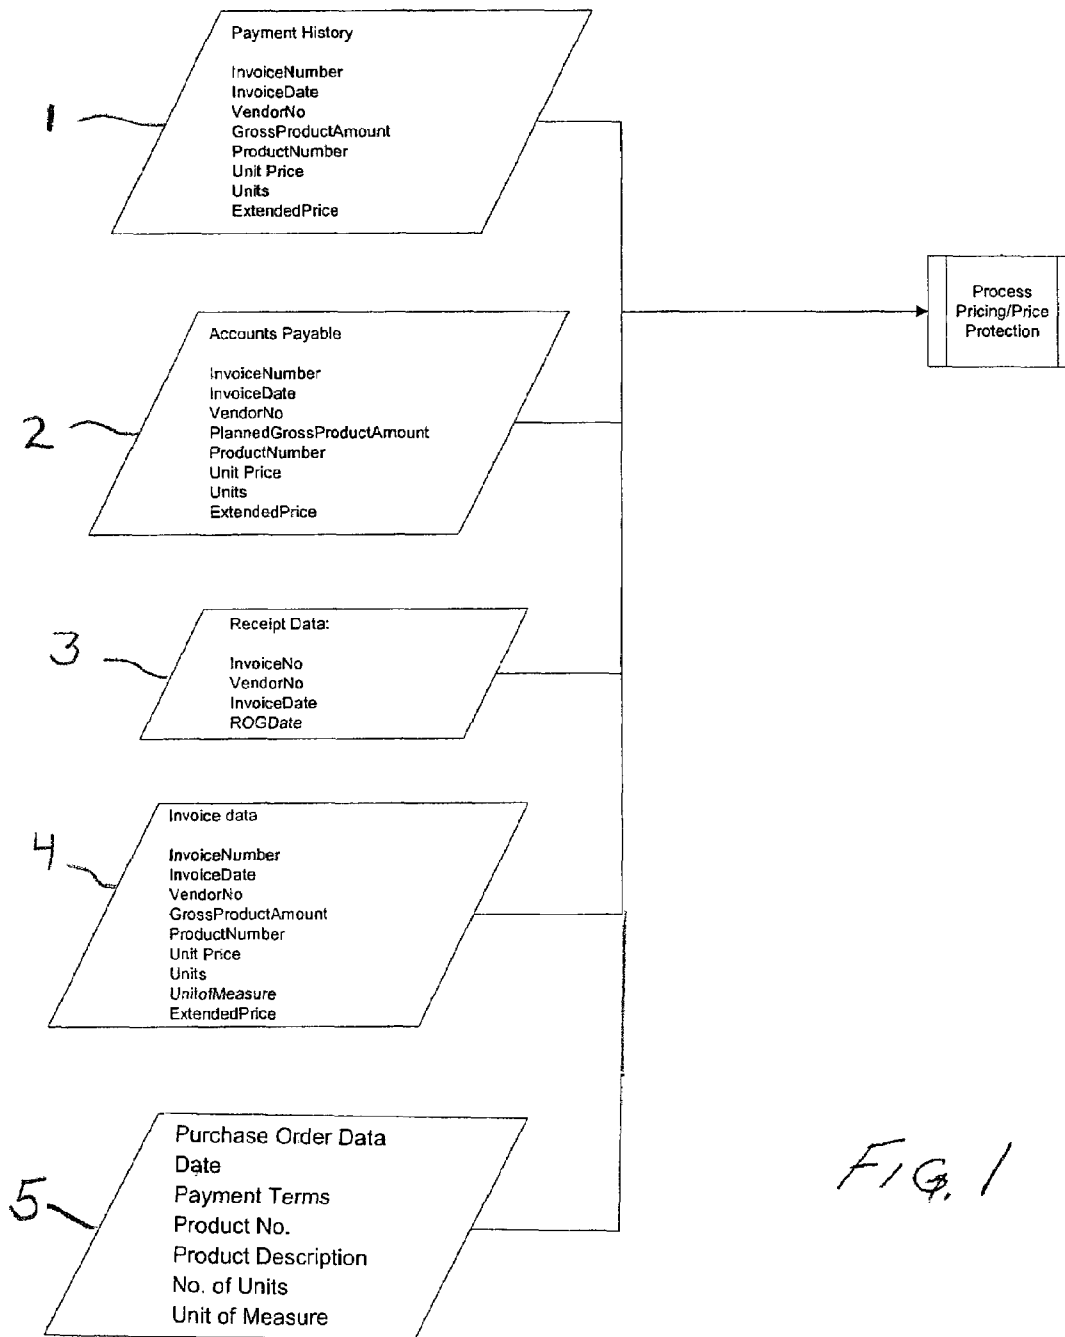 Payment History
InvoiceNumber
InvoiceDate
VendorNo
GrossProductAmount
ProductNumber
Unit Price
Units
ExtendedPrice
1
Process
Pricing/Price
Protection
Accounts Payable
InvoiceNumber
InvoiceDate
VendorNo
PlannedGrossProductAmount
ProductNumber
Unit Price
Units
ExtendedPrice
2
Receipt Data:
InvoiceNo
VendorNo
InvoiceDate
ROGDate
3
Invoice data
InvoiceNumber
InvoiceDate
VendorNo
GrossProductAmount
ProductNumber
Unit Price
Units
UnitofMeasure
ExtendedPrice
4
Purchase Order Data
Date
Payment Terms
Product No.
Product Description
No. of Units
Unit of Measure
5
FIG. 1